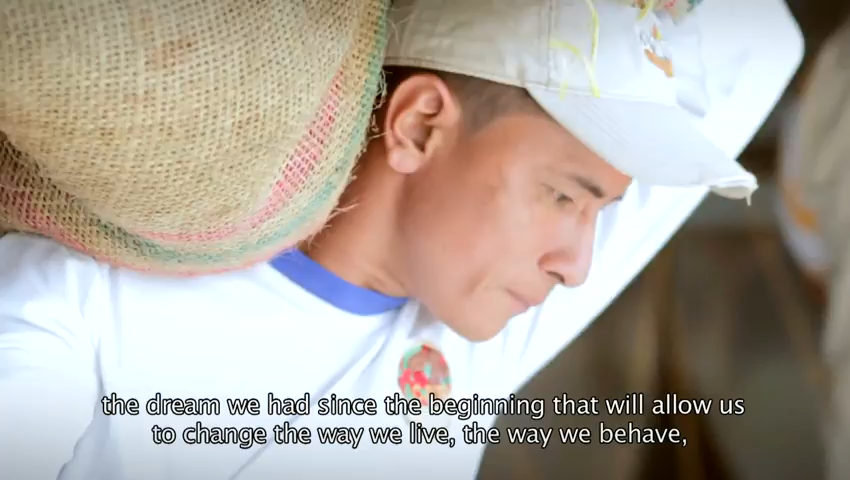 the dream we had since the beginning that will allow us
to change the way we live, the way we behave,